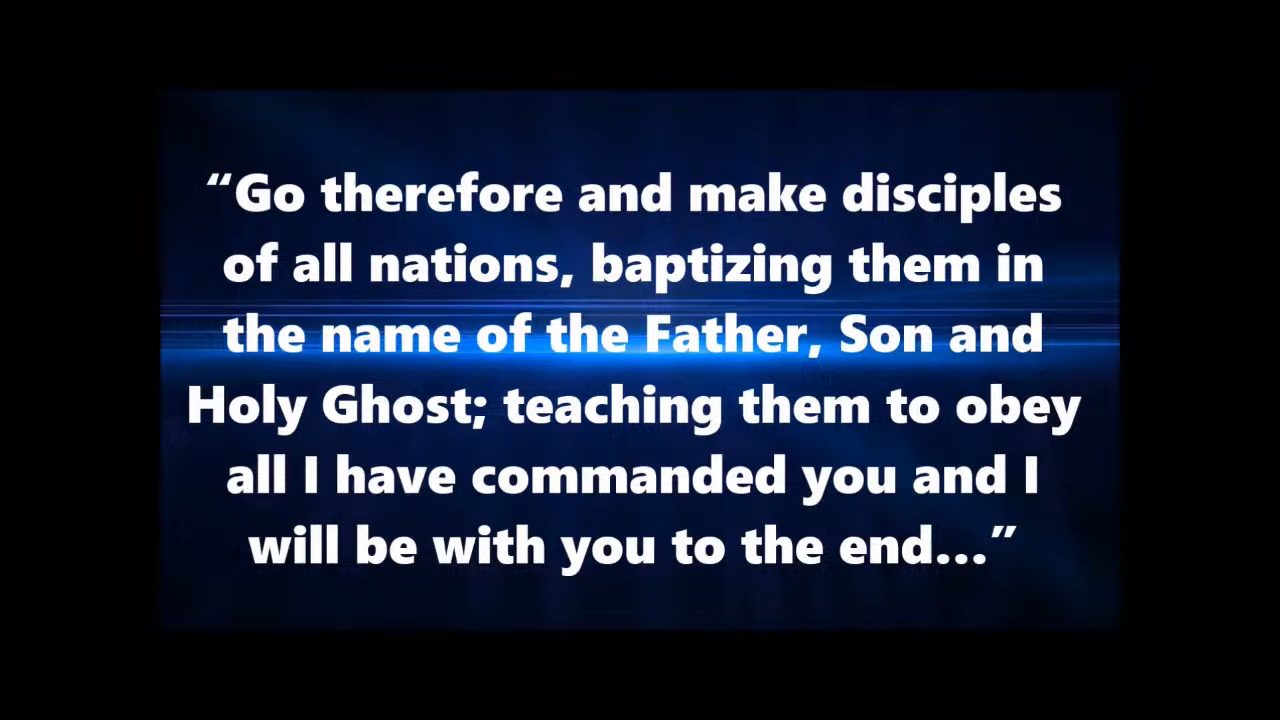 “Go therefore and make disciples
of all nations, baptizing them in
the name of the Father, Son and
Holy Ghost; teaching them to obey
all I have commanded you and I
will be with you to the end...”